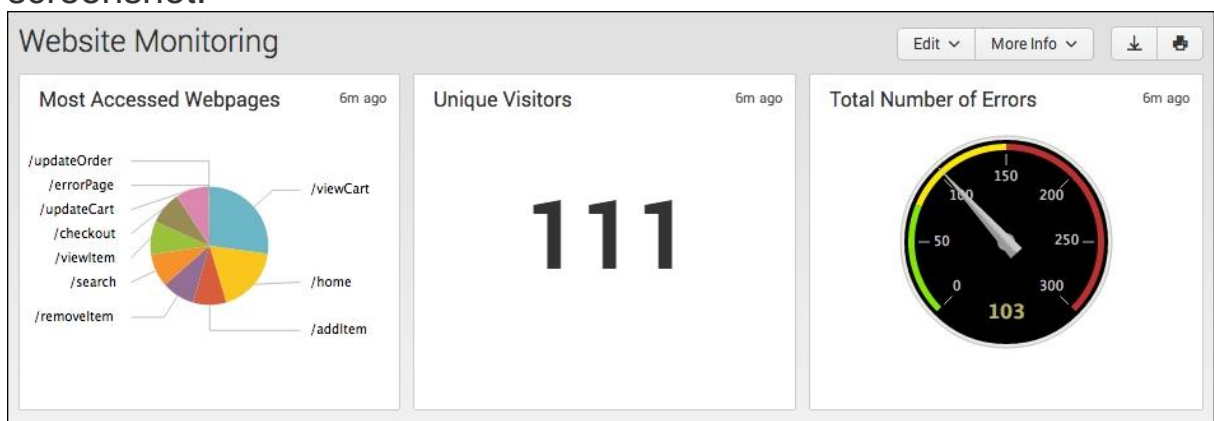 screenshot.
Website Monitoring
Edit
More Info
Most Accessed Webpages
6m ago
/updateOrder
/errorPage
/updateCart
/checkout
/viewItem
/search
/removeItem
/viewCart
/home
/addItem
Unique Visitors
6m ago
111
Total Number of Errors
6m ago
0
50
100
150
200
250
300
103